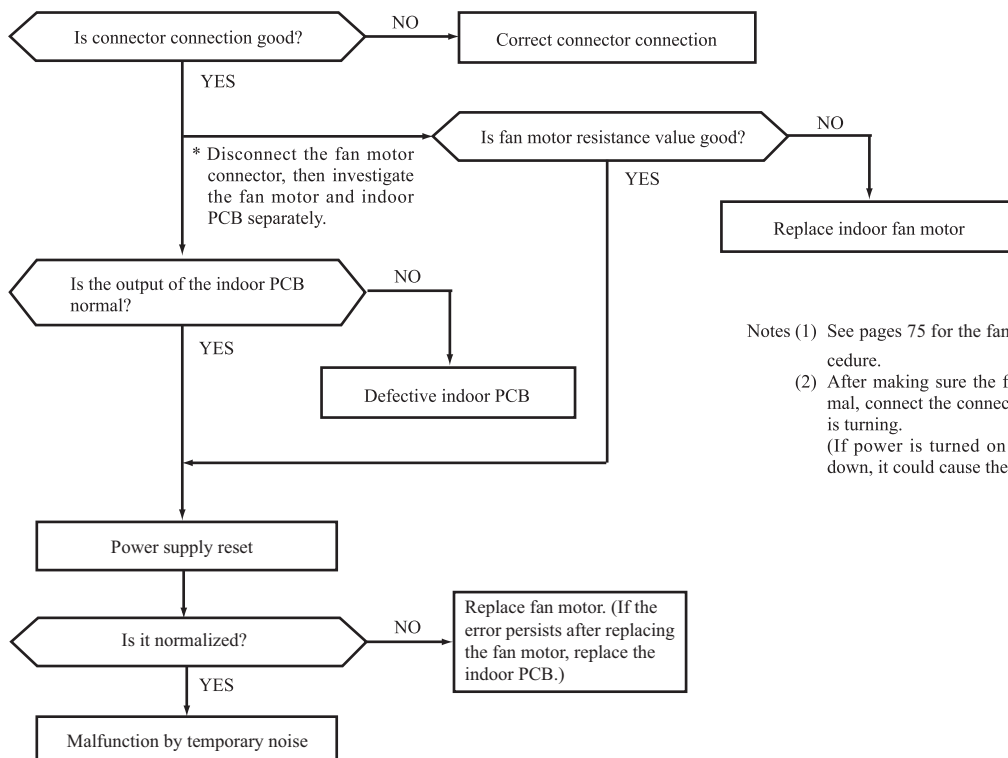 Is connector connection good?
NO
Correct connector connection
YES
Is fan motor resistance value good?
NO
* Disconnect the fan motor
connector, then investigate
the fan motor and indoor
PCB separately.
YES
Replace indoor fan motor
Is the output of the indoor PCB
normal?
NO
YES
Defective indoor PCB
Notes (1) See pages 75 for the fan
cedure.
(2) After making sure the
mal, connect the
is turning.
(If power is turned on
down, it could cause the
Power supply reset
Is it normalized?
NO
Replace fan motor. (If the
error persists after replacing
the fan motor, replace the
indoor PCB.)
YES
Malfunction by temporary noise